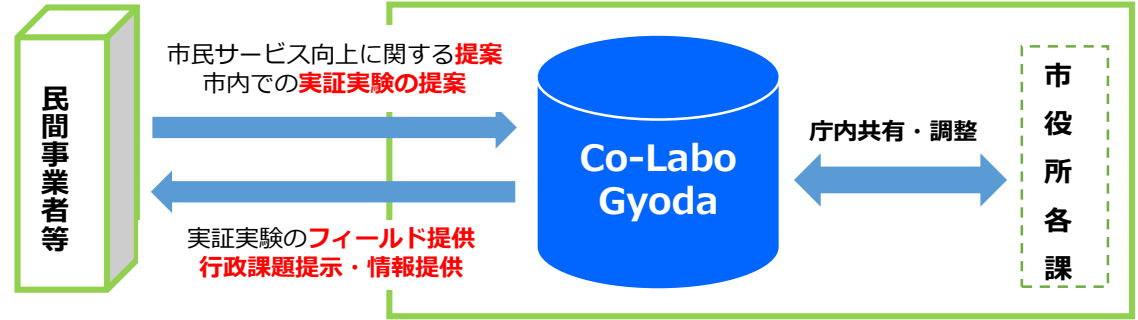 民間事業者等
市民サービス向上に関する提案
市内での実証実験の提案
実証実験のフィールド提供
行政課題提示・情報提供
Co-Labo
Gyoda
庁内共有・調整
市役所各課